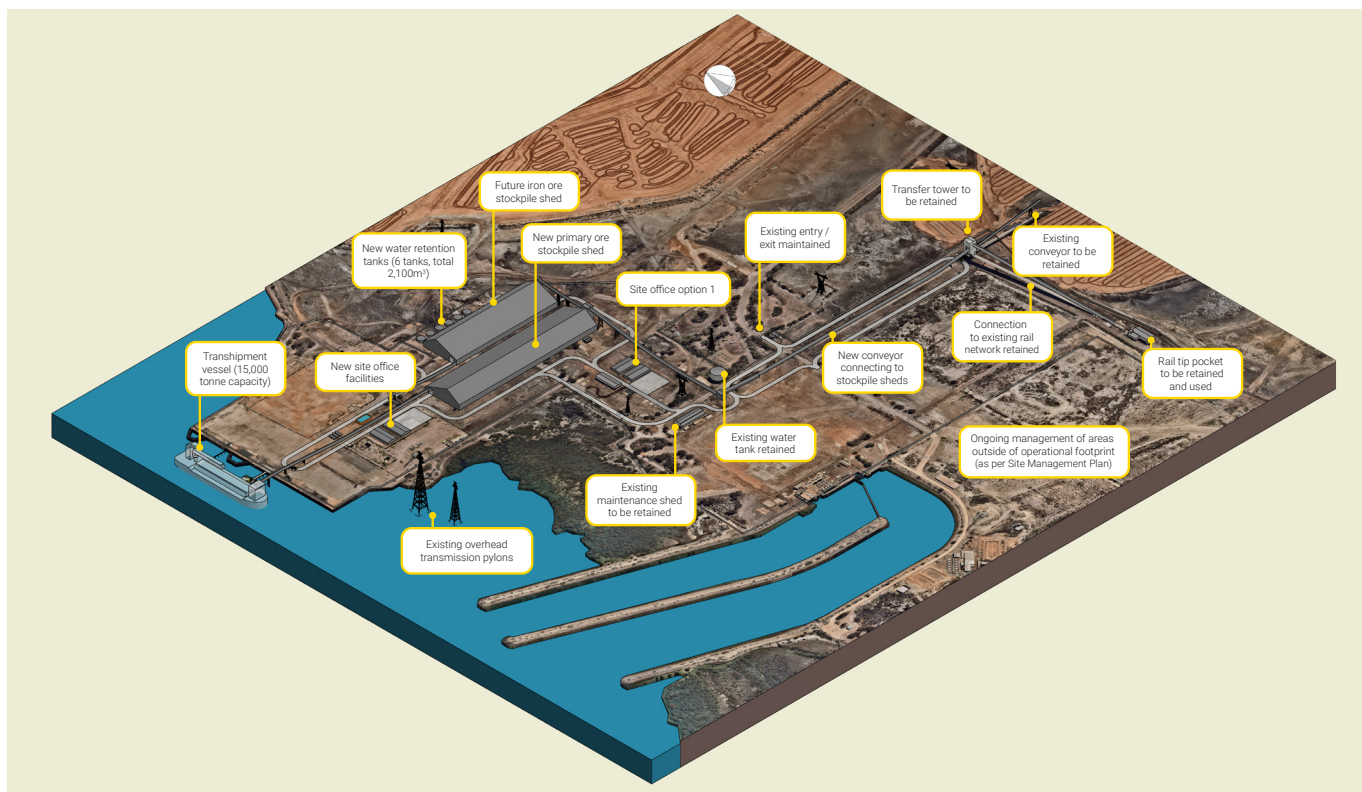 Future iron ore
stockpile shed
Transfer tower to
be retained
New primary ore
stockpile shed
Existing entry /
exit maintained
New water retention
tanks (6 tanks, total
2,100m³)
Existing
conveyor to be
retained
Site office option 1
Connection
to existing rail
network retained
Transhipment
vessel (15,000
tonne capacity)
New site office
facilities
New conveyor
connecting to
stockpile sheds
Rail tip pocket
to be retained
and used
Existing water
tank retained
Ongoing management of areas
outside of operational footprint
(as per Site Management Plan)
Existing
maintenance shed
to be retained
Existing overhead
transmission pylons